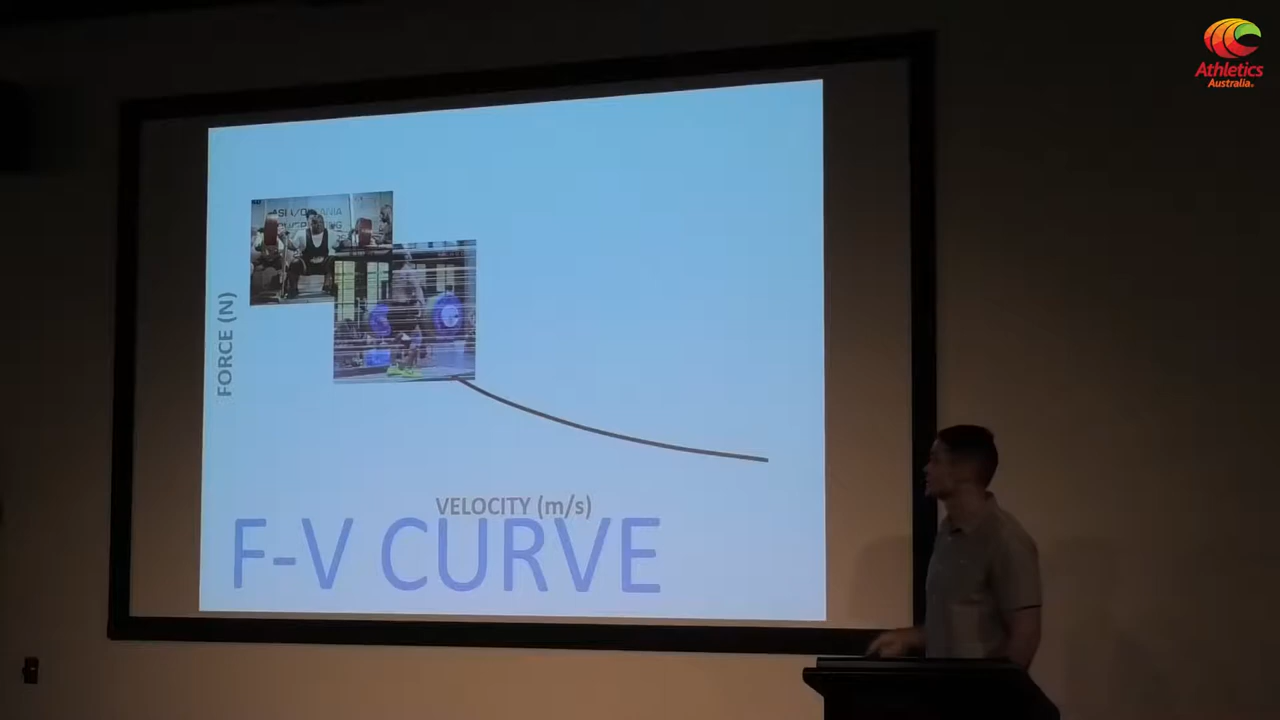 Athletics
Australia
FORCE (N)
VELOCITY (m/s)
F-V CURVE